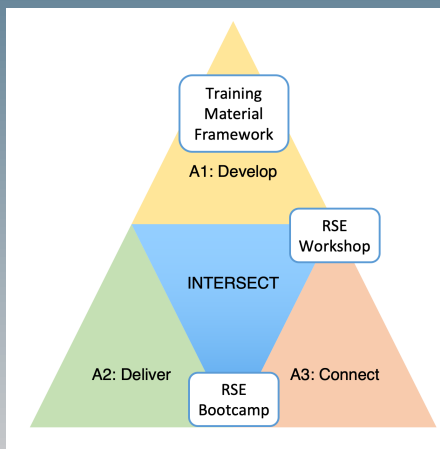 Training
Material
Framework
A1: Develop
RSE
Workshop
INTERSECT
A2: Deliver
A3: Connect
RSE
Bootcamp